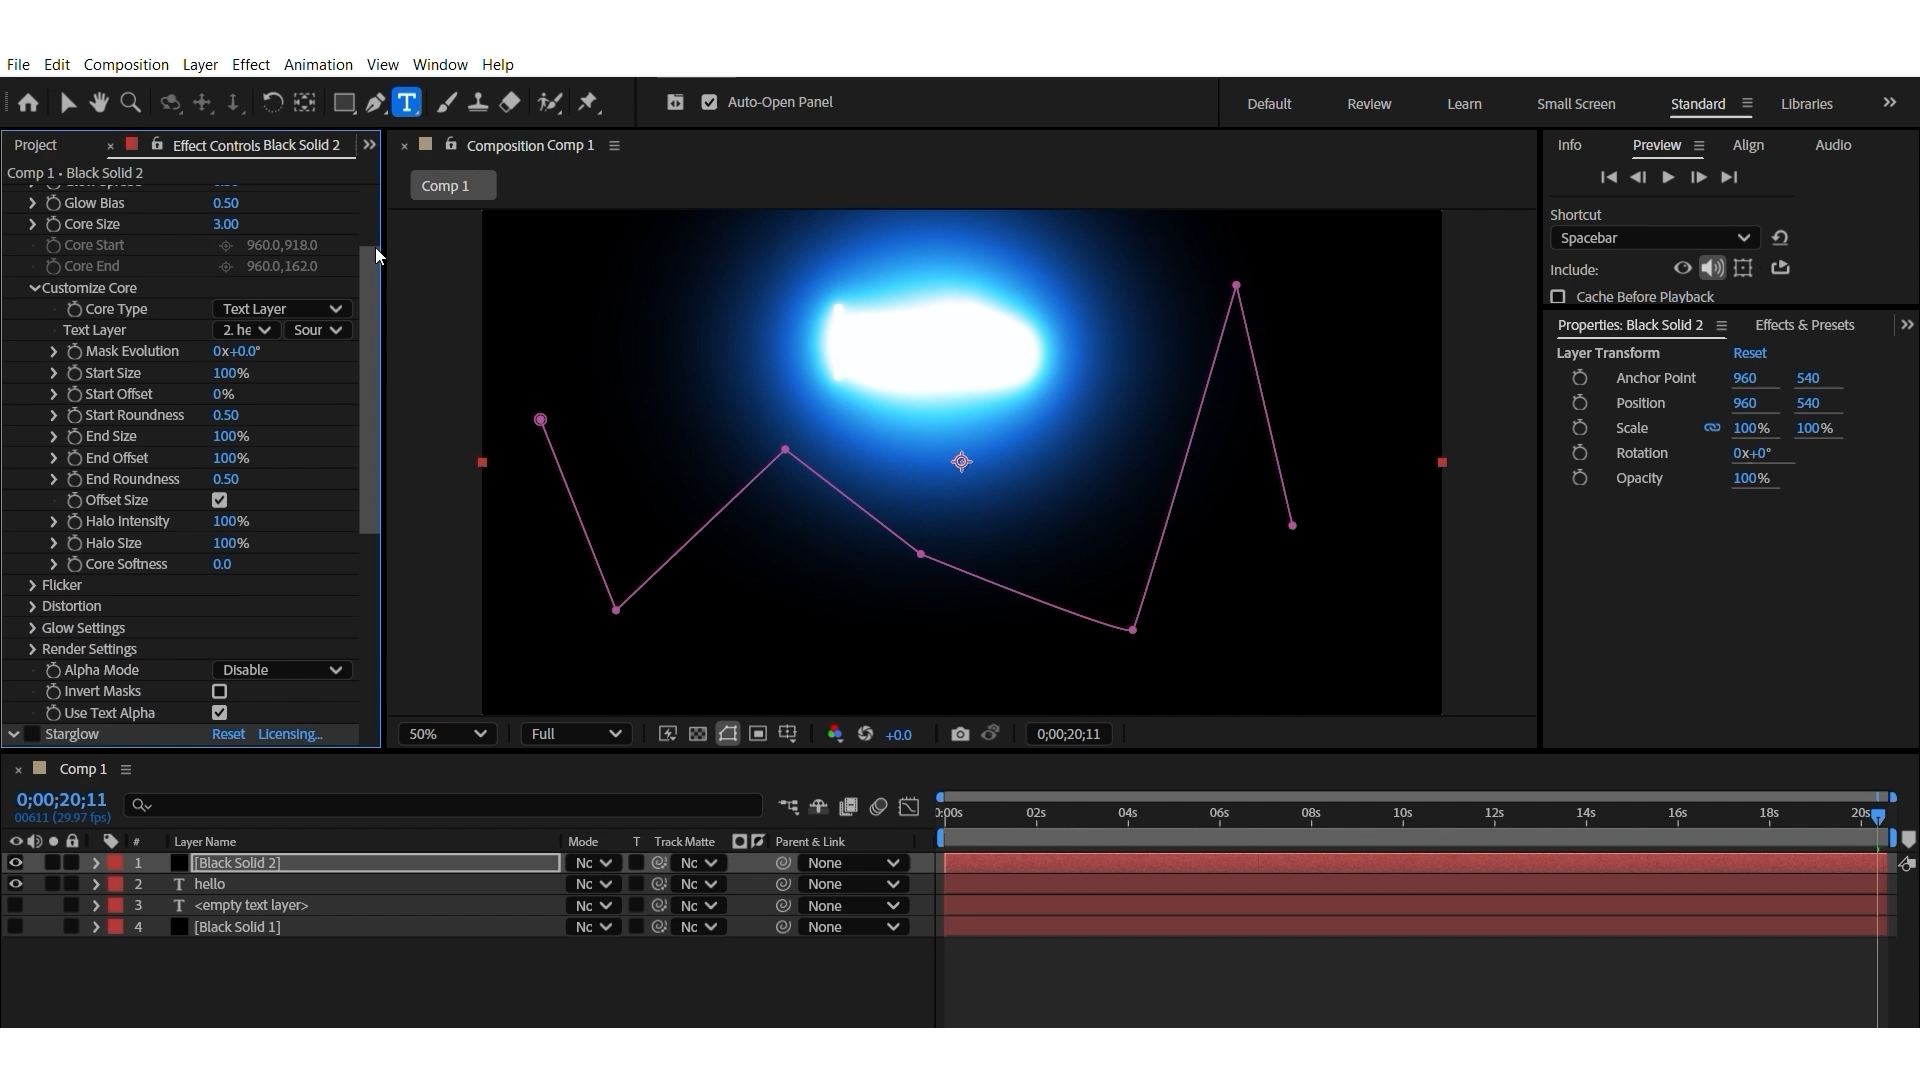 File Edit Composition Layer Effect Animation View Window Help
Auto-Open Panel
Default Review Learn Small Screen Standard Libraries
Project Effect Controls Black Solid 2
Comp 1 • Black Solid 2
Glow Bias 0.50
Core Size 3.00
Core Start 960.0,918.0
Core End 960.0,162.0
Customize Core
Core Type Text Layer
Text Layer 2. he Sour
Mask Evolution 0x+0.0°
Start Size 100%
Start Offset 0%
Start Roundness 0.50
End Size 100%
End Offset 100%
End Roundness 0.50
Offset Size
Halo Intensity 100%
Halo Size 100%
Core Softness 0.0
Flicker
Distortion
Glow Settings
Render Settings
Alpha Mode Disable
Invert Masks
Use Text Alpha
Starglow Reset Licensing...
Composition Comp 1
Comp 1
50% Full +0.0 0;00;20;11
Info Preview Align Audio
Shortcut
Spacebar
Include:
Cache Before Playback
Properties: Black Solid 2 Effects & Presets
Layer Transform Reset
Anchor Point 960 540
Position 960 540
Scale 100% 100%
Rotation 0x+0°
Opacity 100%
Comp 1
0;00;20;11
00611 (29.97 fps)
0:00s 02s 04s 06s 08s 10s 12s 14s 16s 18s 20s
# Layer Name Mode T Track Matte Parent & Link
1 [Black Solid 2] Nc Nc None
2 T hello Nc Nc None
3 T <empty text layer> Nc Nc None
4 [Black Solid 1] Nc Nc None